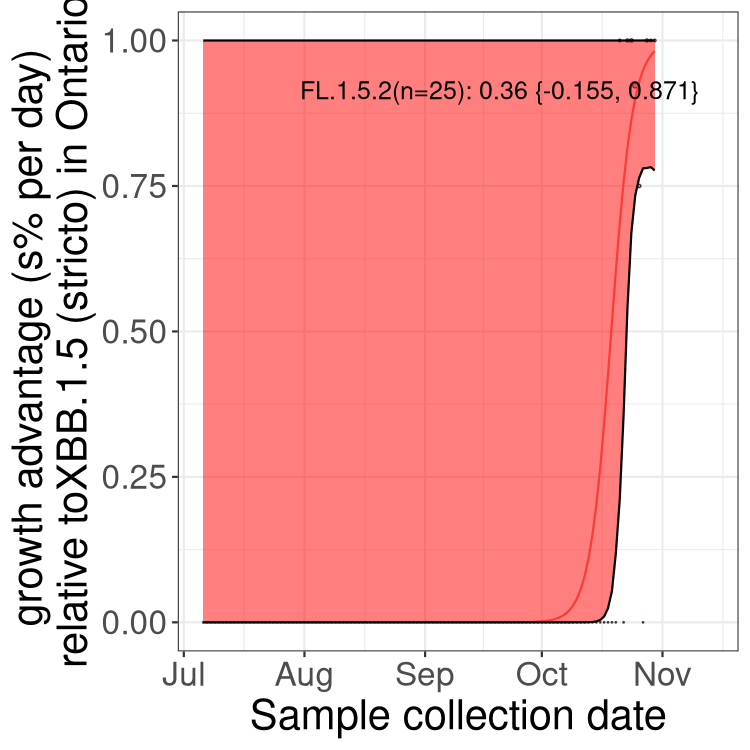 growth advantage (s% per day)
relative toXBB.1.5 (stricto) in Ontario
1.00
0.75
0.50
0.25
0.00
FL.1.5.2(n=25): 0.36 {-0.155, 0.871}
Jul Aug Sep Oct Nov
Sample collection date